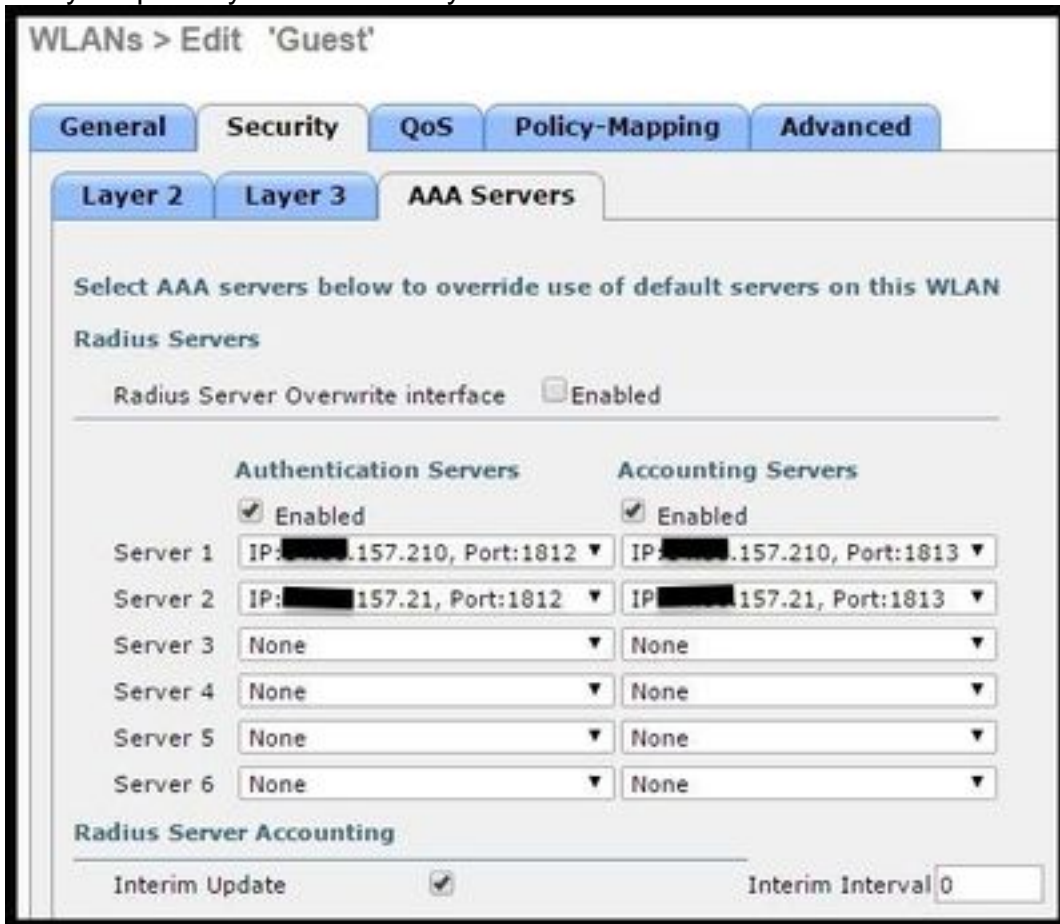 WLANs > Edit 'Guest'
General Security QoS Policy-Mapping Advanced
Layer 2 Layer 3 AAA Servers
Select AAA servers below to override use of default servers on this WLAN
Radius Servers
Radius Server Overwrite interface Enabled
Authentication Servers Accounting Servers
Enabled Enabled
Server 1 IP: .157.210, Port:1812 IP: .157.210, Port:1813
Server 2 IP: 157.21, Port:1812 IP .157.21, Port:1813
Server 3 None None
Server 4 None None
Server 5 None None
Server 6 None None
Radius Server Accounting
Interim Update Interim Interval 0